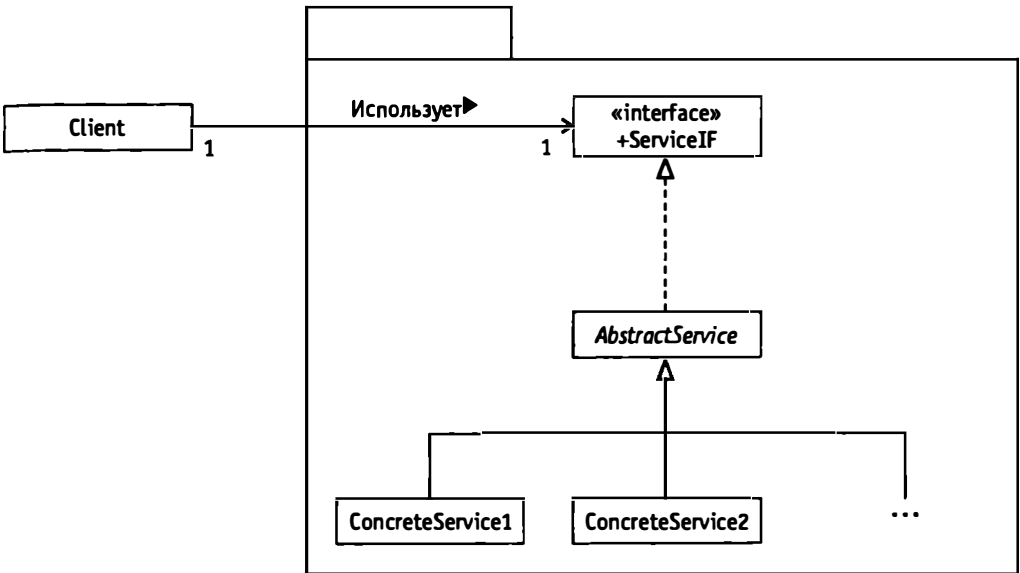 Использует▶
Client
«interface»
+ServiceIF
1
1
AbstractService
ConcreteService1
ConcreteService2
...